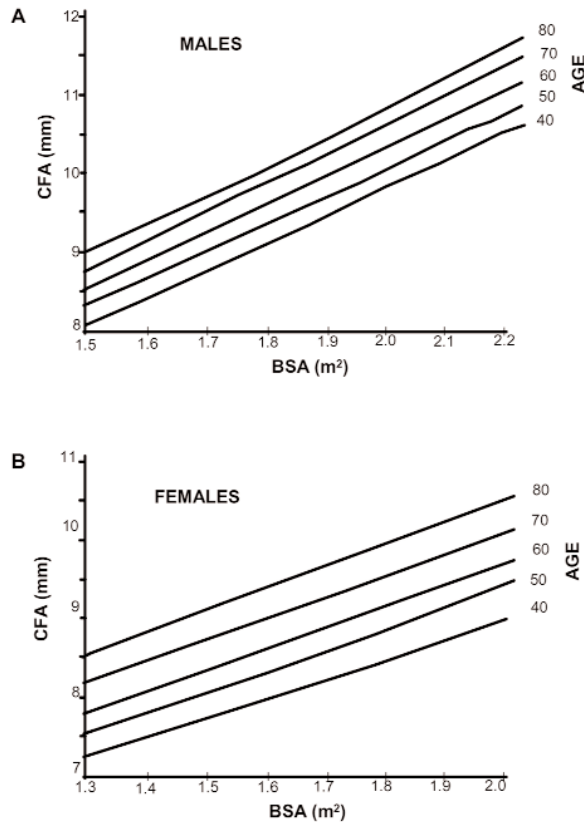 A
MALES
CFA (mm)
12
11
10
9
8
1.5 1.6 1.7 1.8 1.9 2.0 2.1 2.2
BSA (m²)
80
70
60
50
40
AGE
B
FEMALES
CFA (mm)
11
10
9
8
7
1.3 1.4 1.5 1.6 1.7 1.8 1.9 2.0
BSA (m²)
80
70
60
50
40
AGE